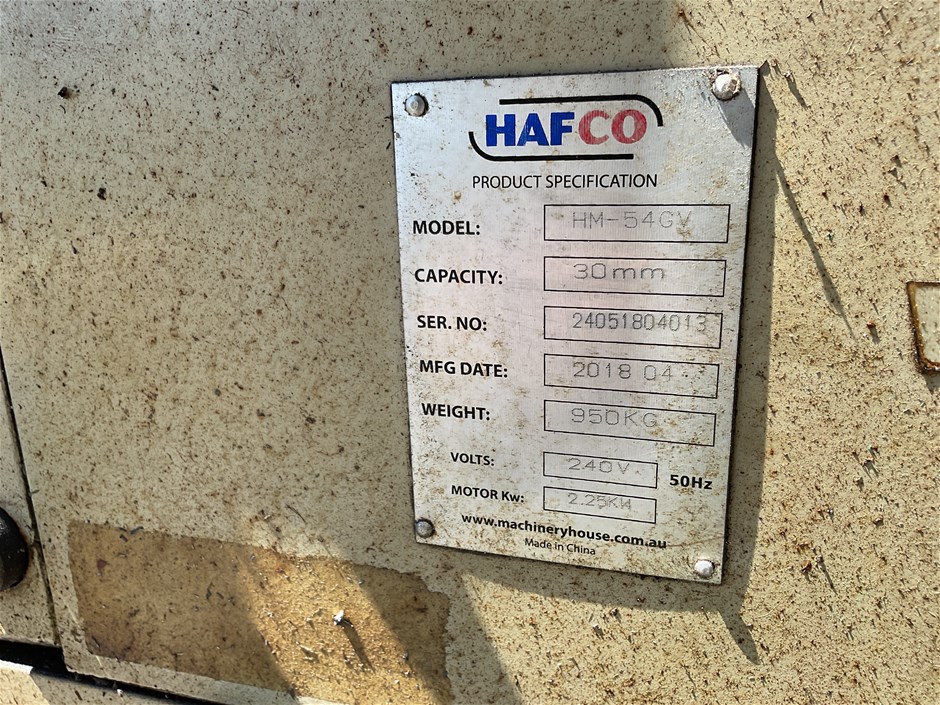 HAFCO
PRODUCT SPECIFICATION
MODEL: HM-54GV
CAPACITY: 30mm
SER. NO: 24051804013
MFG DATE: 2018 04
WEIGHT: 950KG
VOLTS: 240V 50Hz
MOTOR Kw: 2.25KW
www.machineryhouse.com.au
Made in China